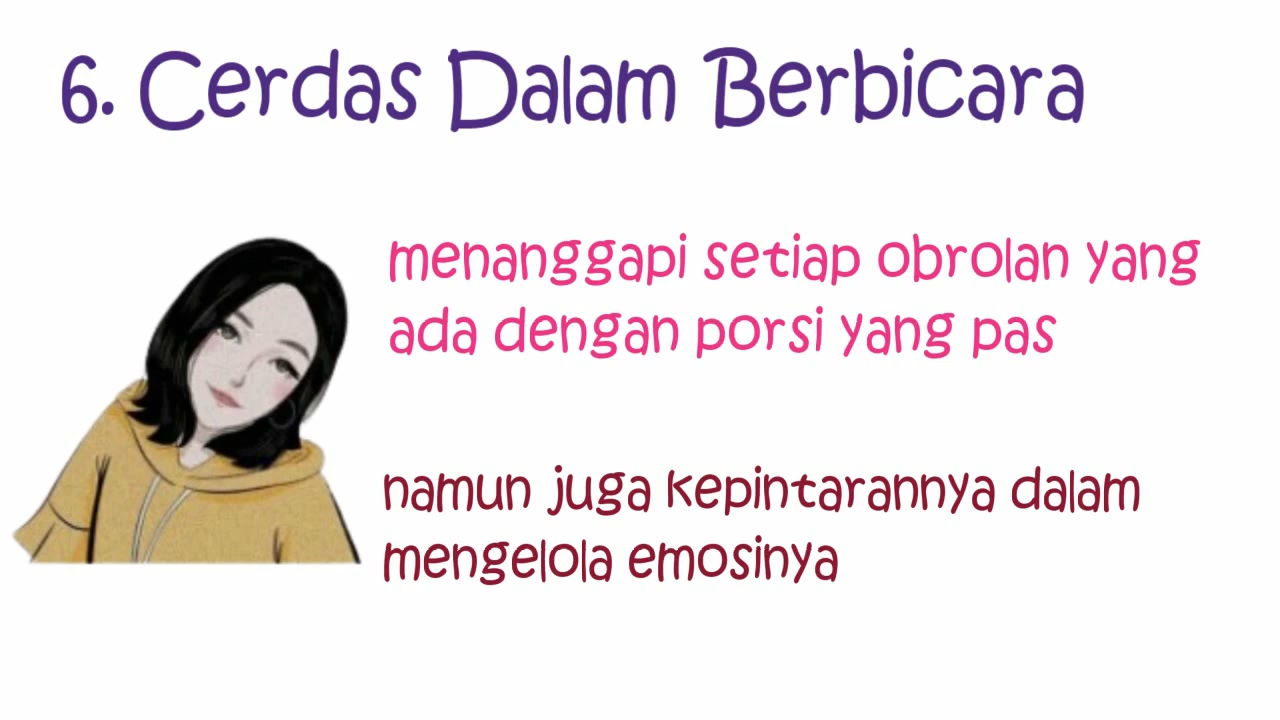 6. Cerdas Dalam Berbicara
menanggapi setiap obrolan yang
ada dengan porsi yang pas
namun juga kepintarannya dalam
mengelola emosinya